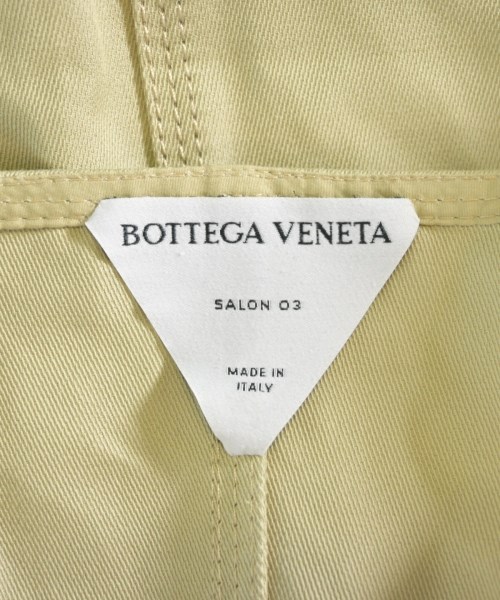 BOTTEGA VENETA
SALON 03
MADE IN
ITALY